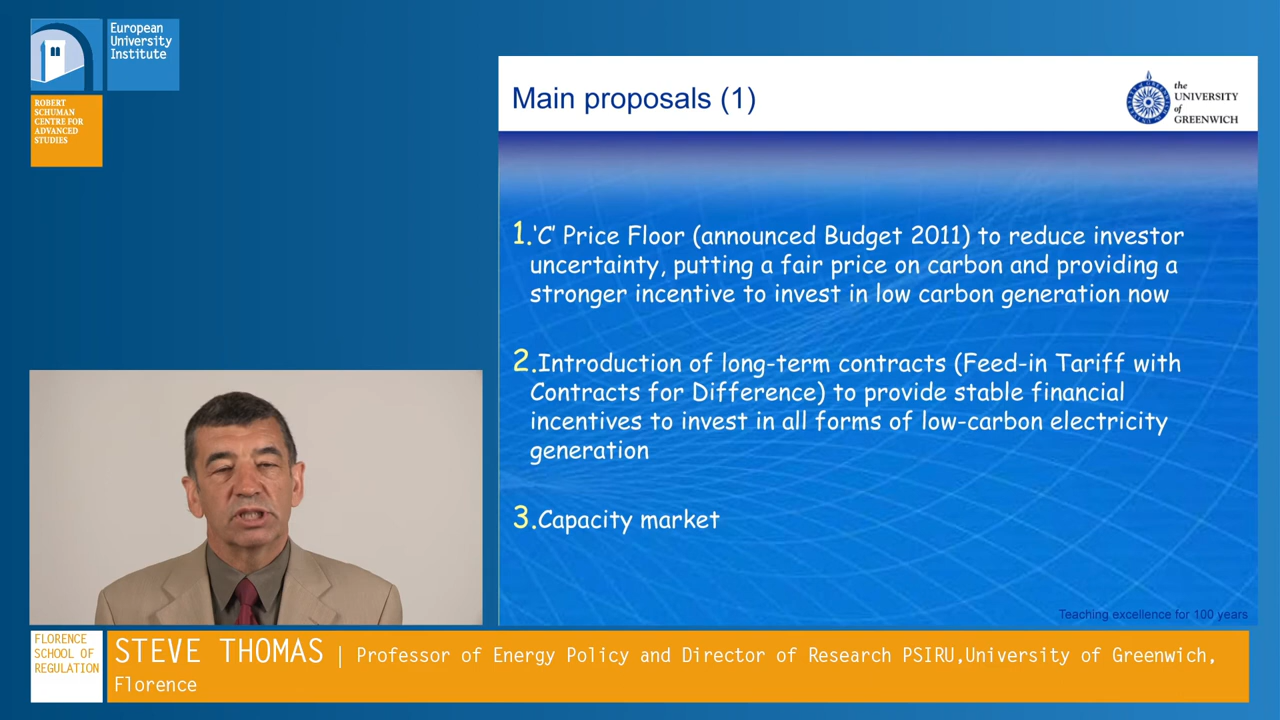 European
University
Institute
ROBERT
SCHUMAN
CENTRE FOR
ADVANCED
STUDIES
Main proposals (1)
the
UNIVERSITY
of
GREENWICH
1.‘C’ Price Floor (announced Budget 2011) to reduce investor
uncertainty, putting a fair price on carbon and providing a
stronger incentive to invest in low carbon generation now
2.Introduction of long-term contracts (Feed-in Tariff with
Contracts for Difference) to provide stable financial
incentives to invest in all forms of low-carbon electricity
generation
3.Capacity market
Teaching excellence for 100 years
FLORENCE
SCHOOL OF
REGULATION
STEVE THOMAS | Professor of Energy Policy and Director of Research PSIRU,University of Greenwich,
Florence